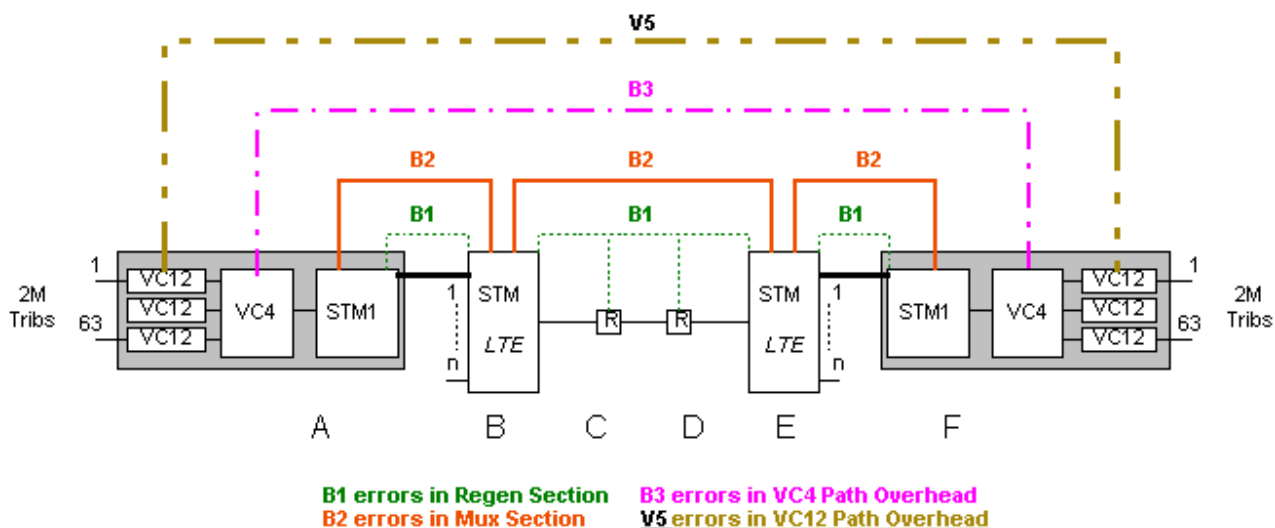 V5
B3
B2 B2 B2
B1 B1 B1
1 VC12 VC4 STM1 STM LTE R R STM LTE STM1 VC4 VC12 1
2M Tribs VC12 1 1 VC12 2M Tribs
63 VC12 n n VC12 63
A B C D E F
B1 errors in Regen Section B3 errors in VC4 Path Overhead
B2 errors in Mux Section V5 errors in VC12 Path Overhead